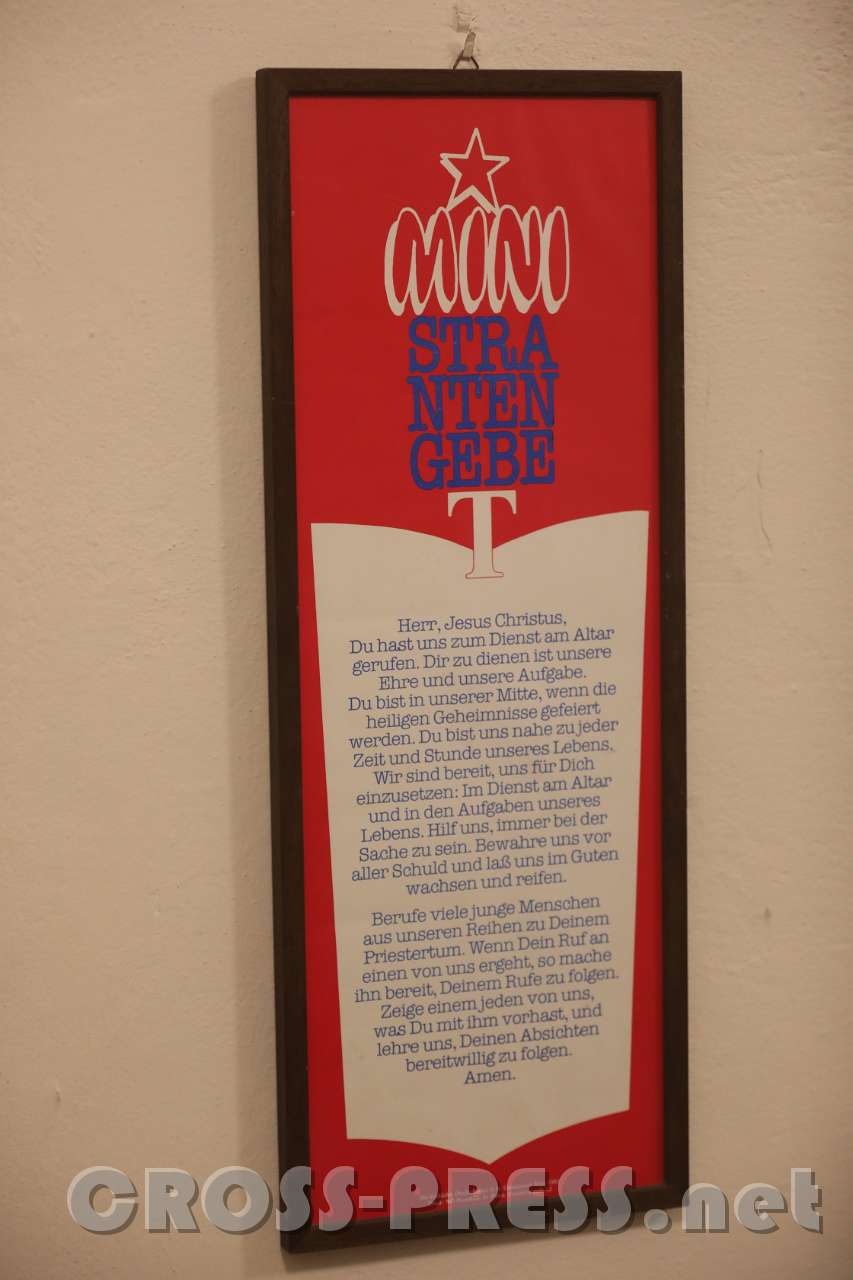 MINI
STRA
NTEN
GEBE
T
Herr, Jesus Christus,
Du hast uns zum Dienst am Altar
gerufen. Dir zu dienen ist unsere
Ehre und unsere Aufgabe.
Du bist in unserer Mitte, wenn die
heiligen Geheimnisse gefeiert
werden. Du bist uns nahe zu jeder
Zeit und Stunde unseres Lebens,
Wir sind bereit, uns für Dich
einzusetzen: Im Dienst am Altar
und in den Aufgaben unseres
Lebens. Hilf uns, immer bei der
Sache zu sein. Bewahre uns vor
aller Schuld und laß uns im Guten
wachsen und reifen.
Berufe viele junge Menschen
aus unseren Reihen zu Deinem
Priestertum. Wenn Dein Ruf an
einen von uns ergeht, so mache
ihn bereit, Deinem Rufe zu folgen.
Zeige einem jeden von uns,
was Du mit ihm vorhast, und
lehre uns, Deinen Absichten
bereitwillig zu folgen.
Amen.
CROSS-PRESS.net